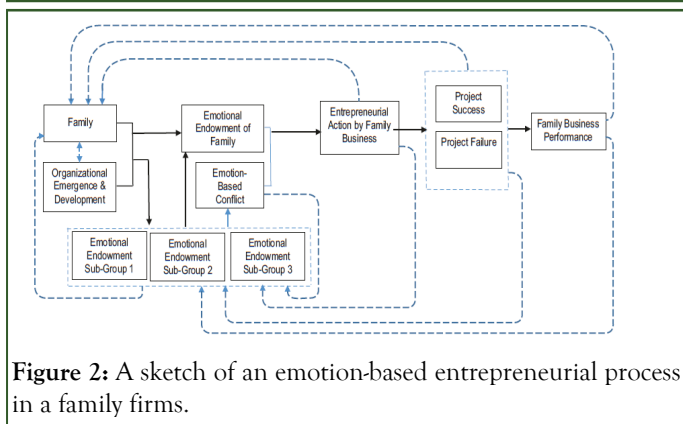 Family
Organizational
Emergence &
Development
Emotional
Endowment of
Family
Emotion-
Based
Conflict
Emotional
Endowment
Sub-Group 1
Emotional
Endowment
Sub-Group 2
Emotional
Endowment
Sub-Group 3
Entrepreneurial
Action by Family
Business
Project
Success
Project Failure
Family Business
Performance
Figure 2: A sketch of an emotion-based entrepreneurial process
in a family firms.